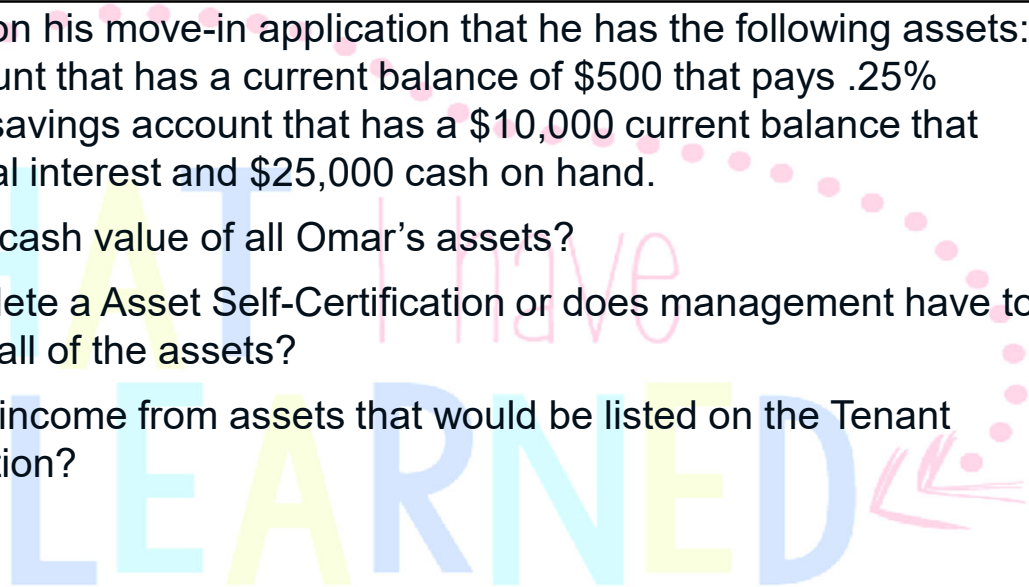 on his move-in application that he has the following assets:
unt that has a current balance of $500 that pays .25%
savings account that has a $10,000 current balance that
al interest and $25,000 cash on hand.
cash value of all Omar’s assets?
lete a Asset Self-Certification or does management have to
all of the assets?
income from assets that would be listed on the Tenant
tion?
HAT I have
LEARNED